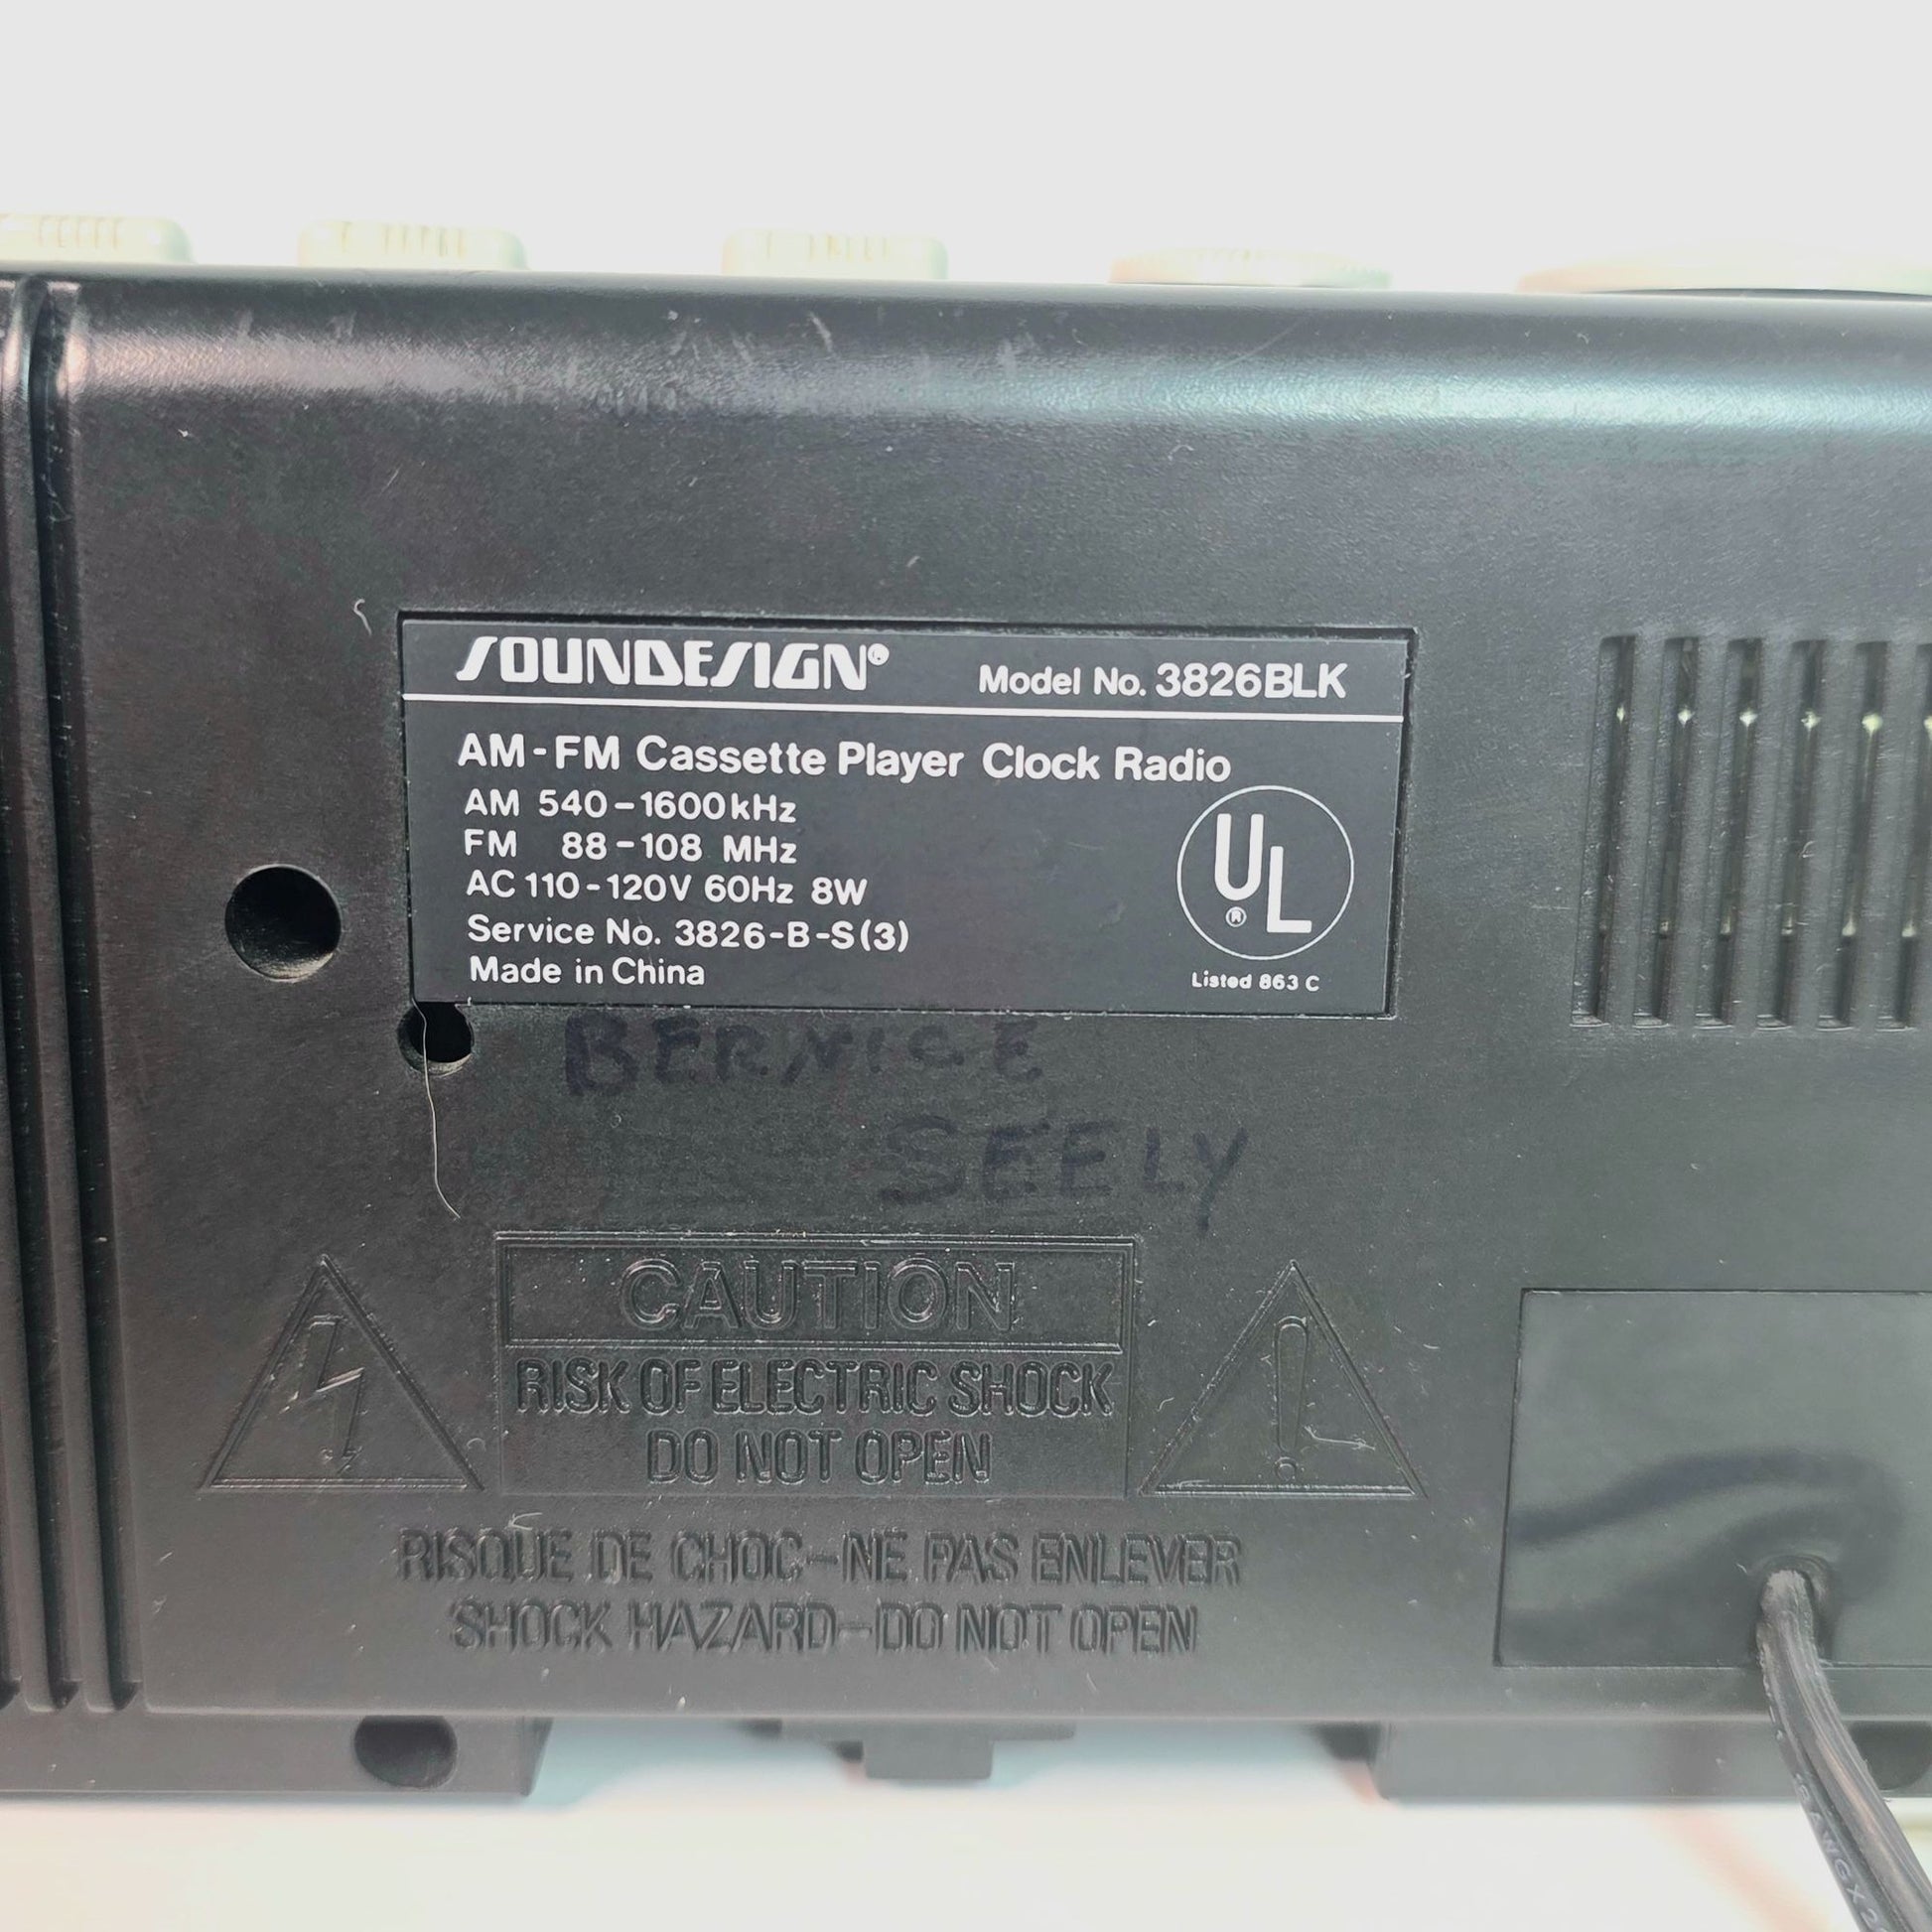 SOUNDESIGN® Model No. 3826BLK
AM-FM Cassette Player Clock Radio
AM 540-1600kHz
FM 88-108 MHz
AC 110-120V 60Hz 8W
Service No. 3826-B-S(3)
Made in China
UL®
Listed 863 C
BERNICE
SEELY
CAUTION
RISK OF ELECTRIC SHOCK
DO NOT OPEN
RISQUE DE CHOC-NE PAS ENLEVER
SHOCK HAZARD-DO NOT OPEN